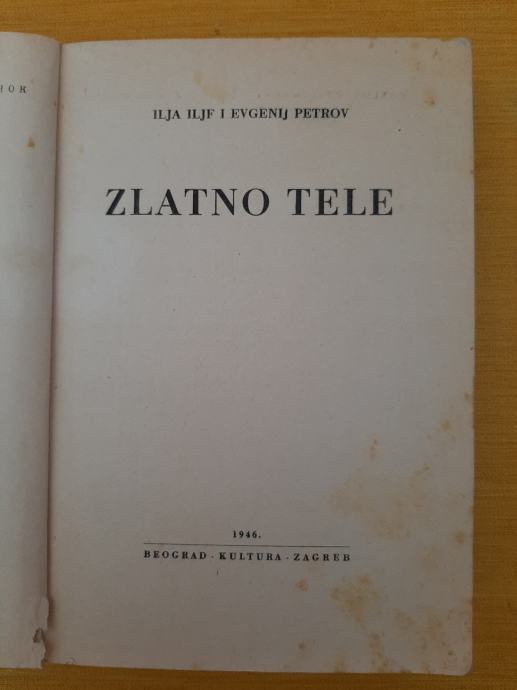 ILJA ILJF I EVGENIJ PETROV
ZLATNO TELE
1946.
BEOGRAD · KULTURA · ZAGREB